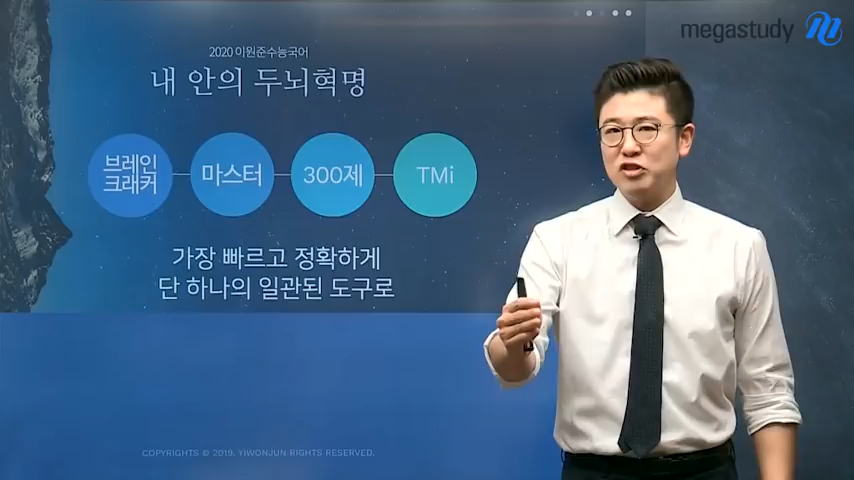 megastudy
2020 이원준수능국어
내 안의 두뇌혁명
브레인
크래커
마스터
300제
TMi
가장 빠르고 정확하게
단 하나의 일관된 도구로
COPYRIGHTS © 2019. YIWONJUN RIGHTS RESERVED.